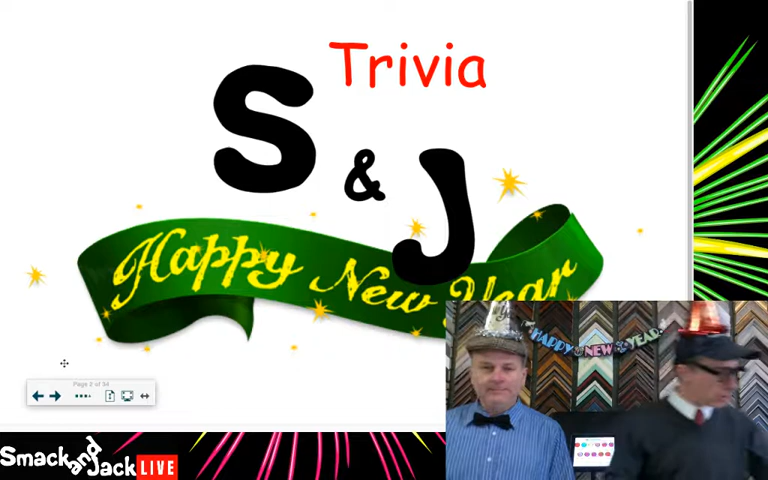 Trivia
S & J
Happy New Year
Page 2 of 34
HAPPY NEW YEAR
Smack and Jack LIVE